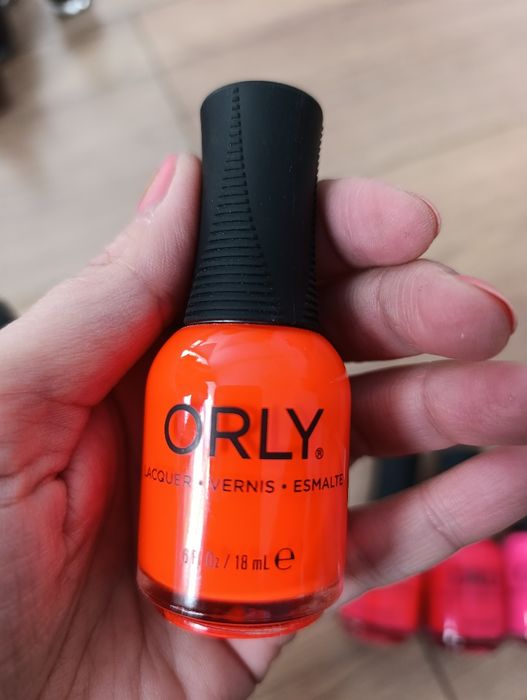 ORLY®
LACQUER • VERNIS • ESMALTE
.6 Fl Oz / 18 mL ℮